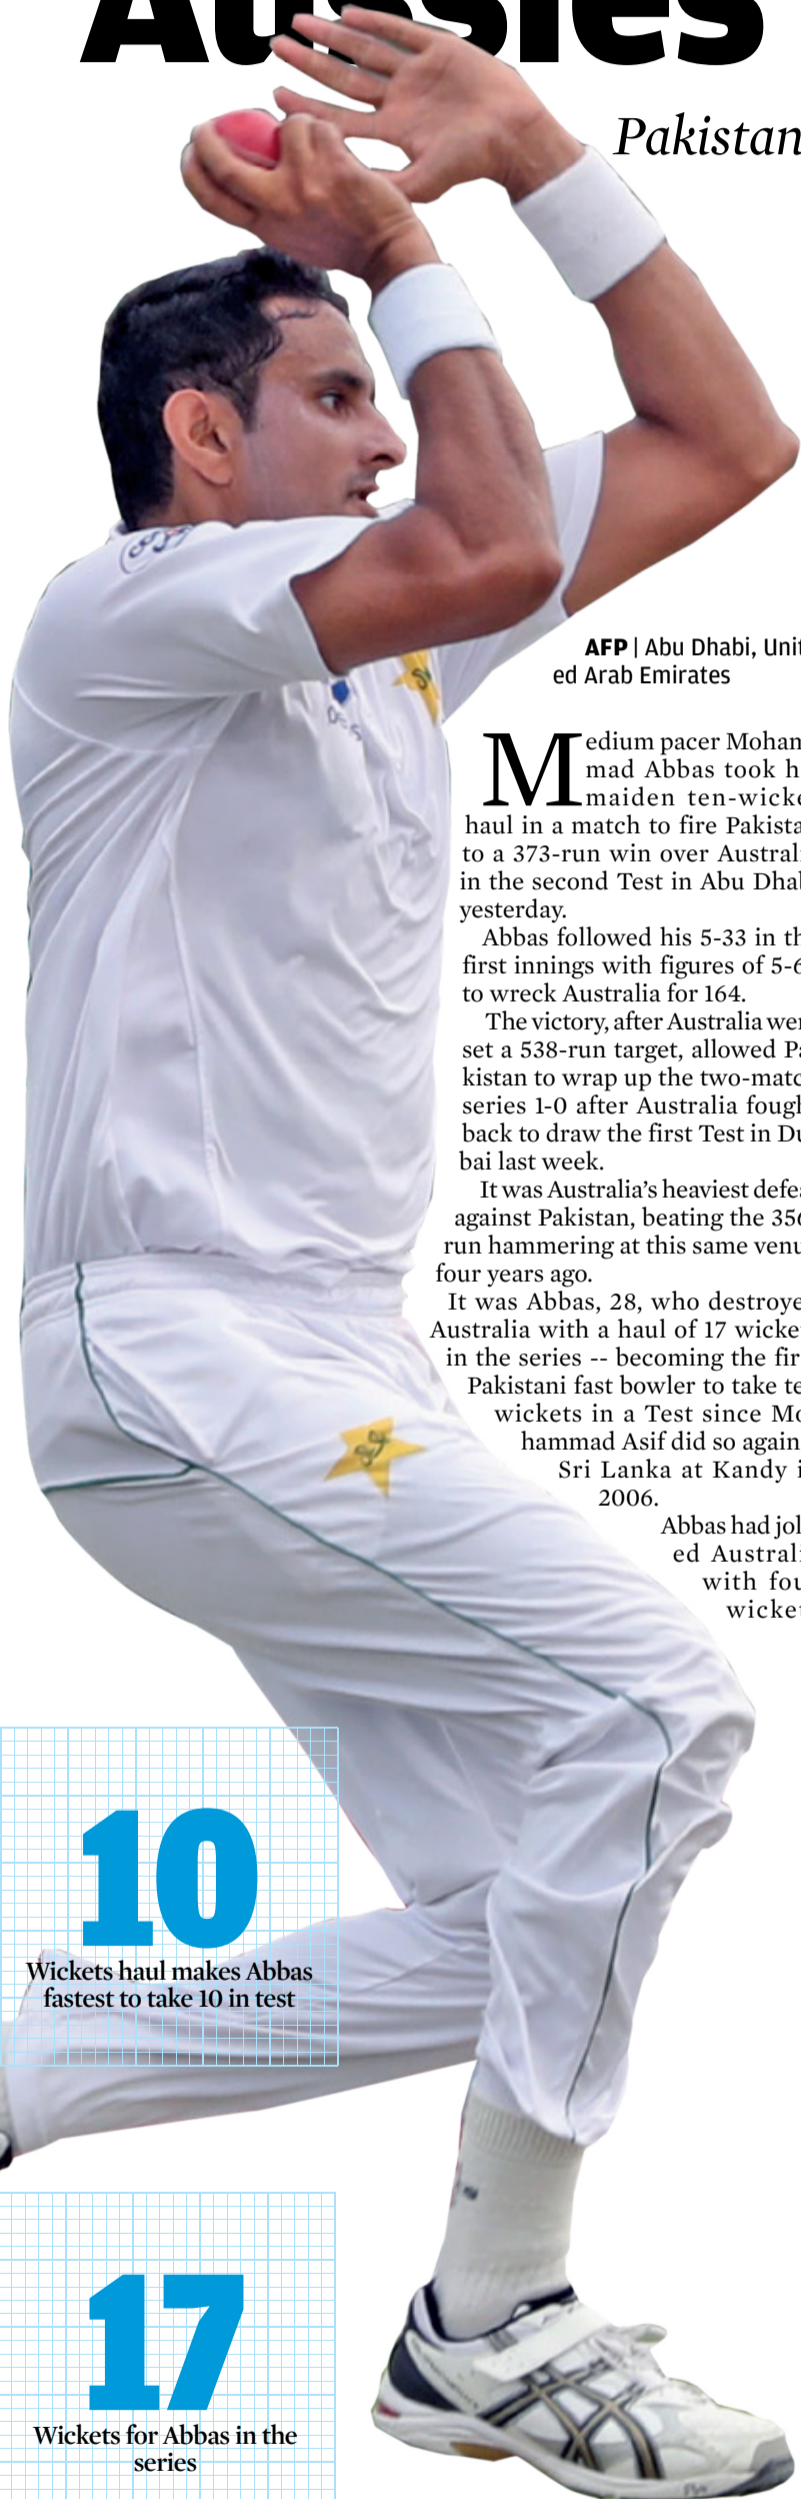 Aussies
Pakistan
AFP | Abu Dhabi, Unit
ed Arab Emirates
Medium pacer Moham
mad Abbas took h
maiden ten-wicke
haul in a match to fire Pakista
to a 373-run win over Austral
in the second Test in Abu Dhab
yesterday.
Abbas followed his 5-33 in th
first innings with figures of 5-6
to wreck Australia for 164.
The victory, after Australia wer
set a 538-run target, allowed Pa
kistan to wrap up the two-matc
series 1-0 after Australia fough
back to draw the first Test in Du
bai last week.
It was Australia’s heaviest defea
against Pakistan, beating the 356
run hammering at this same venu
four years ago.
It was Abbas, 28, who destroye
Australia with a haul of 17 wicket
in the series -- becoming the fir
Pakistani fast bowler to take te
wickets in a Test since Mo
hammad Asif did so again
Sri Lanka at Kandy i
2006.
Abbas had jol
ed Australi
with fou
wicket
10
Wickets haul makes Abbas
fastest to take 10 in test
17
Wickets for Abbas in the
series